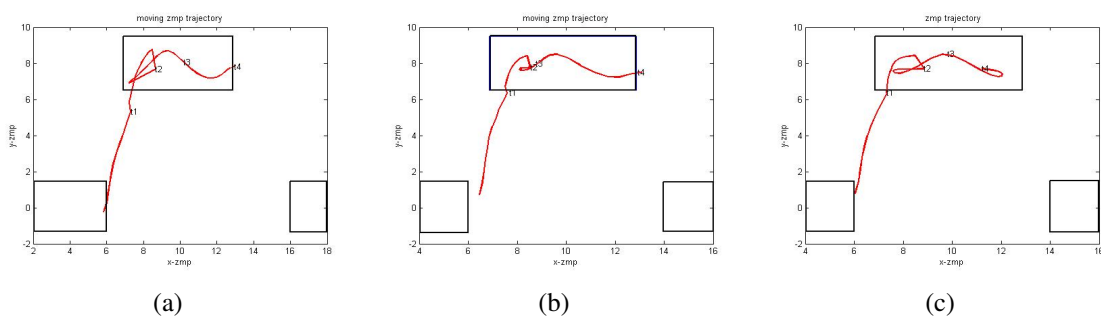 moving zmp trajectory
10
8
6
4
2
0
-2
y-zmp
t1
t2
t3
t4
2 4 6 8 10 12 14 16 18
x-zmp
(a)
moving zmp trajectory
10
8
6
4
2
0
-2
y-zmp
t1
t2
t3
t4
4 6 8 10 12 14 16
x-zmp
(b)
zmp trajectory
10
8
6
4
2
0
-2
y-zmp
t1
t2
t3
t4
4 6 8 10 12 14 16
x-zmp
(c)